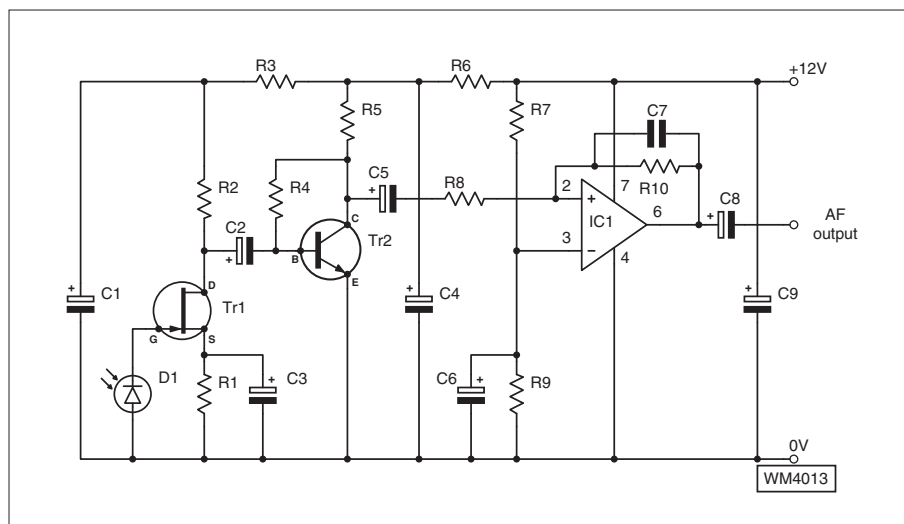 R3
R6
+12V
R5
R7
C7
C5
R8
R10
R2
R4
2
+
7
C8
C2
C
IC1
6
AF
output
B
Tr2
3
−
4
E
D
C1
Tr1
C4
C9
G
S
D1
R1
C3
C6
R9
0V
WM4013
+
+
+
+
+
+
+
+